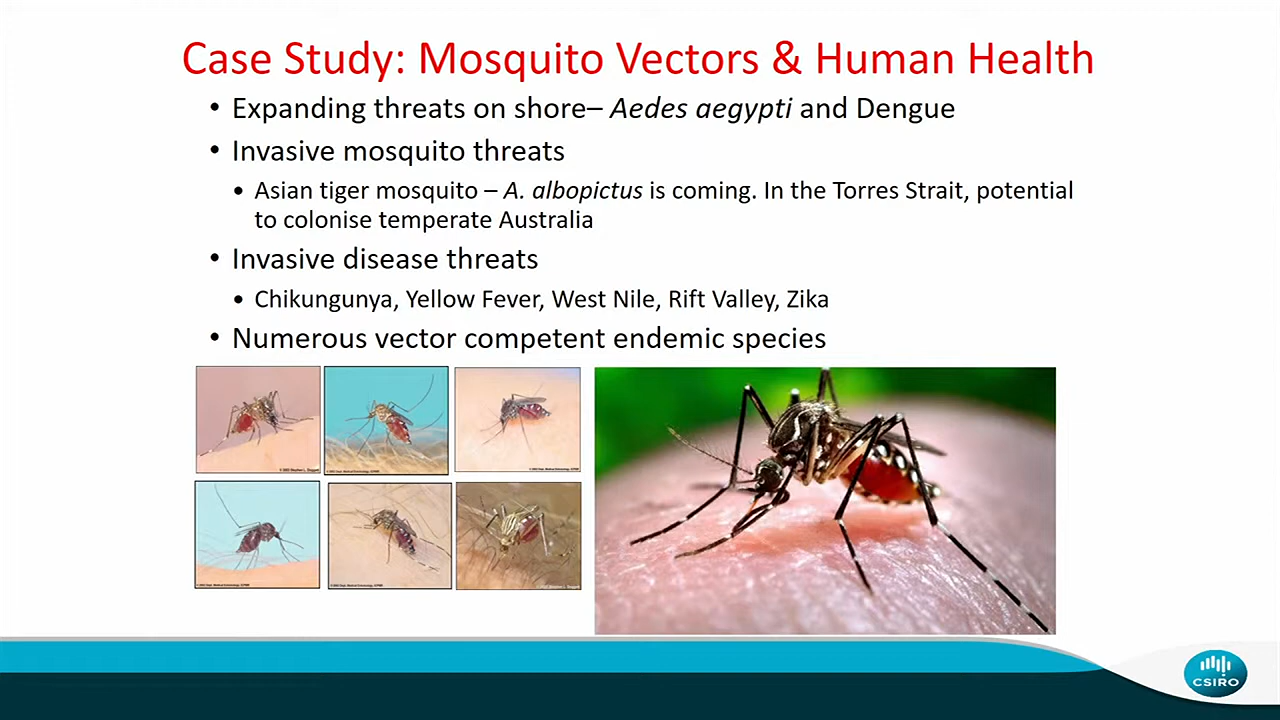 Case Study: Mosquito Vectors & Human Health
• Expanding threats on shore– Aedes aegypti and Dengue
• Invasive mosquito threats
• Asian tiger mosquito – A. albopictus is coming. In the Torres Strait, potential
to colonise temperate Australia
• Invasive disease threats
• Chikungunya, Yellow Fever, West Nile, Rift Valley, Zika
• Numerous vector competent endemic species
CSIRO